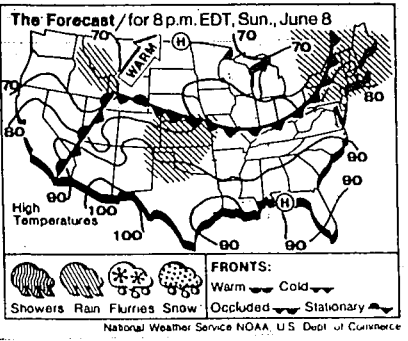 The Forecast/for 8 p.m. EDT, Sun., June 8
70
WARM
H
70
70
70
80
80
90
90
100
High
Temperatures
100
90
H
90
90
Showers Rain Flurries Snow
FRONTS:
Warm Cold
Occluded Stationary
National Weather Service NOAA, U.S. Dept. of Commerce